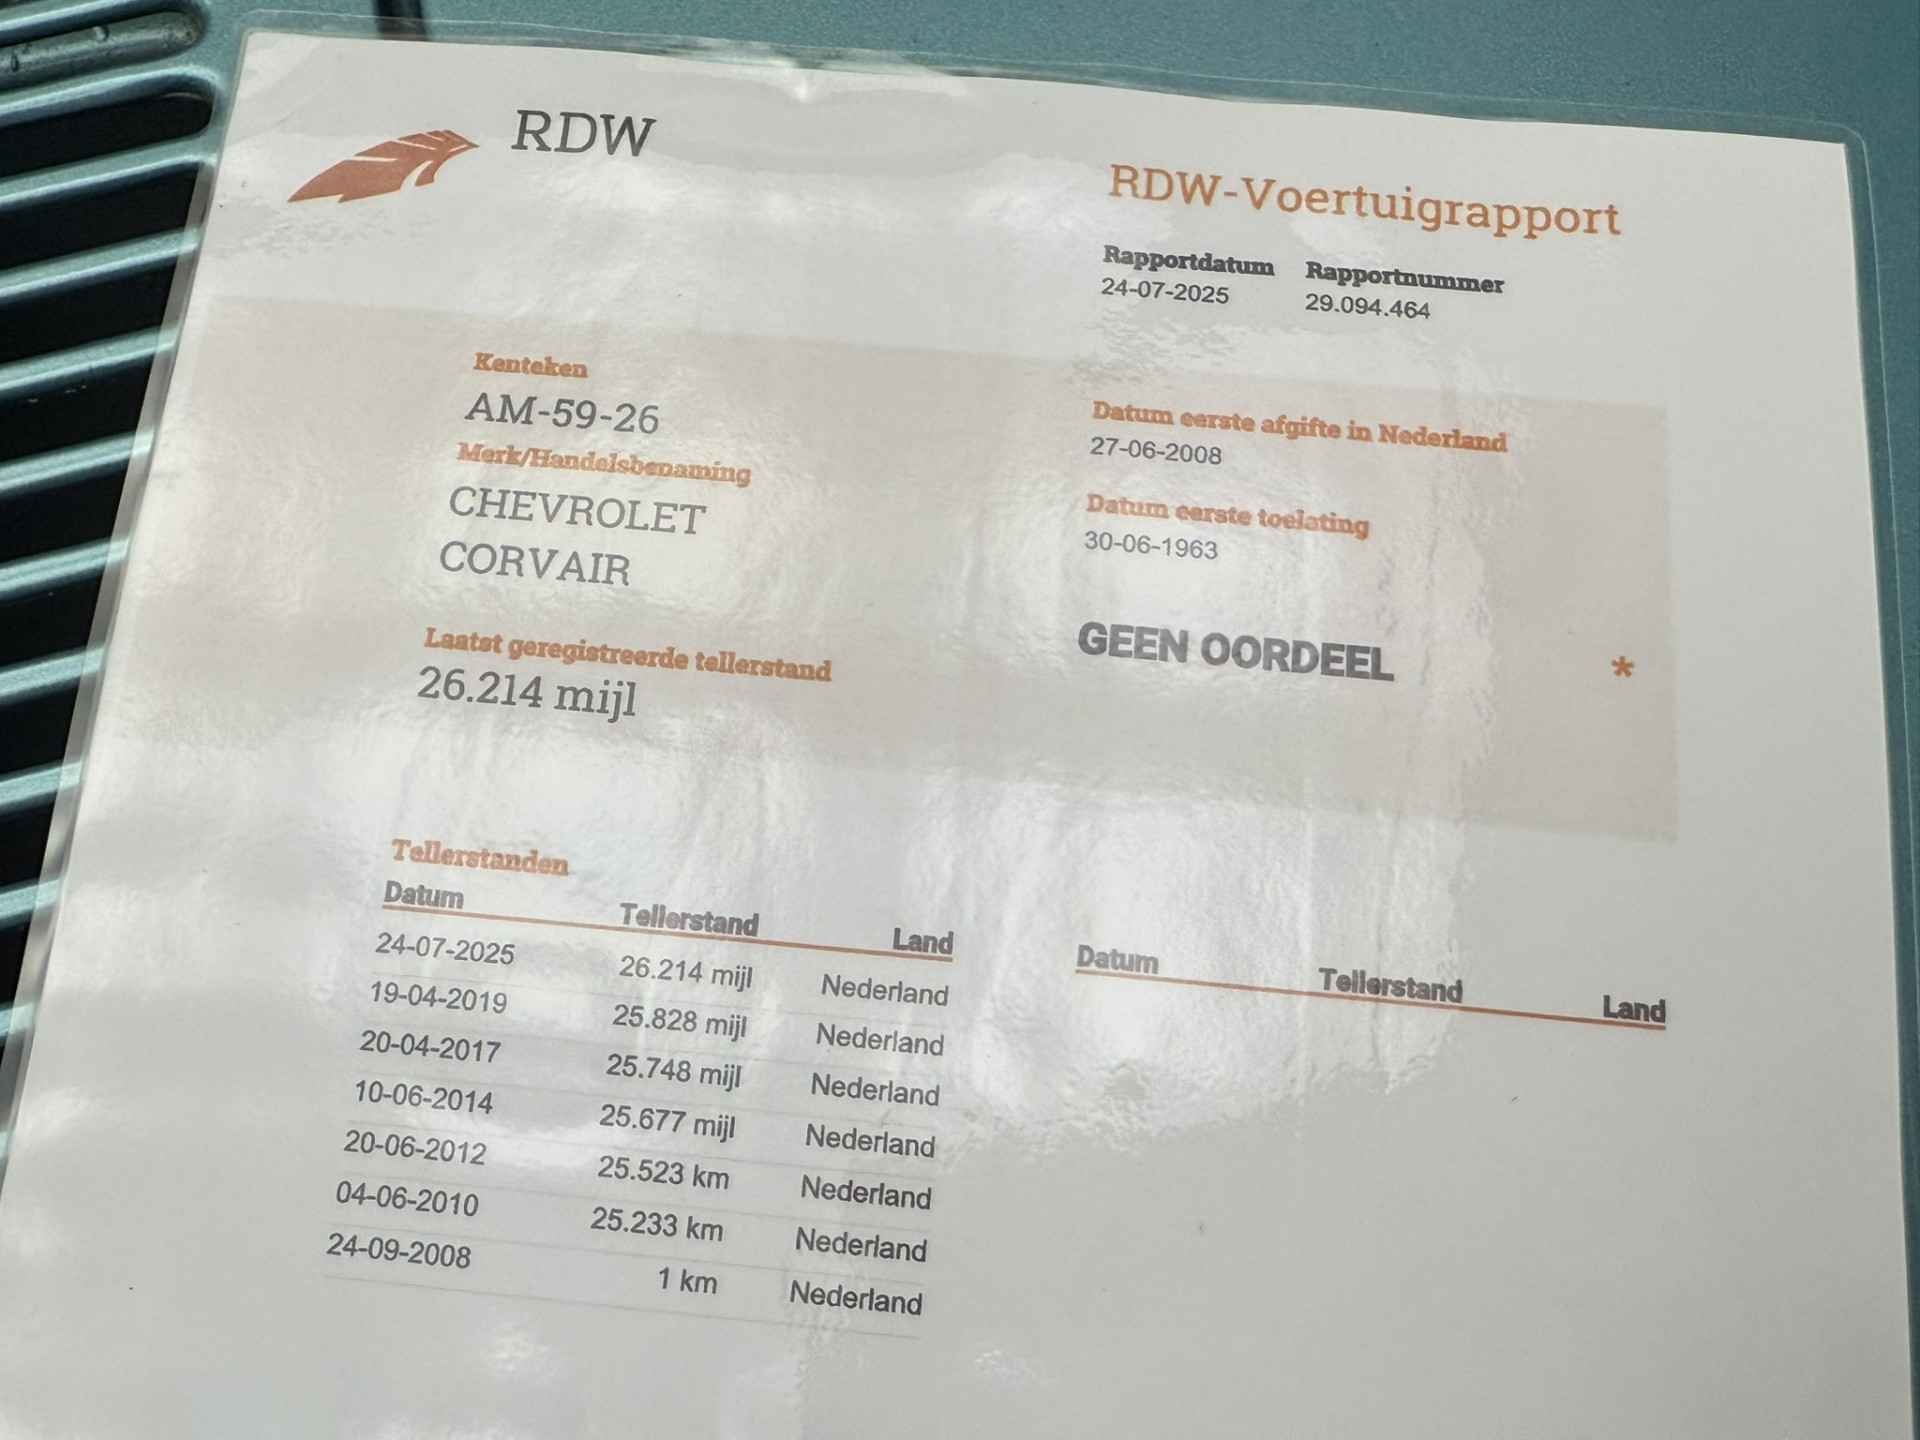 RDW
RDW-Voertuigrapport
Rapportdatum Rapportnummer
24-07-2025 29.094.464
Kenteken
AM-59-26
Merk/Handelsbenaming
CHEVROLET
CORVAIR
Laatst geregistreerde tellerstand
26.214 mijl
Datum eerste afgifte in Nederland
27-06-2008
Datum eerste toelating
30-06-1963
GEEN OORDEEL *
Tellerstanden
Datum Tellerstand Land
24-07-2025 26.214 mijl Nederland
19-04-2019 25.828 mijl Nederland
20-04-2017 25.748 mijl Nederland
10-06-2014 25.677 mijl Nederland
20-06-2012 25.523 km Nederland
04-06-2010 25.233 km Nederland
24-09-2008 1 km Nederland
Datum Tellerstand Land